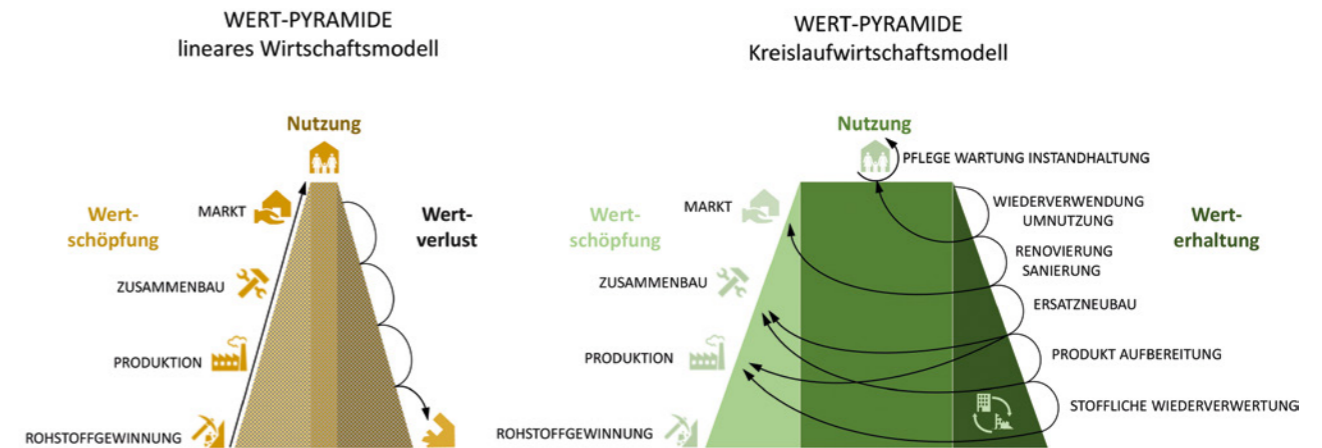 WERT-PYRAMIDE
lineares Wirtschaftsmodell
Nutzung
MARKT
Wert-
schöpfung
Wert-
verlust
ZUSAMMENBAU
PRODUKTION
ROHSTOFFGEWINNUNG
WERT-PYRAMIDE
Kreislaufwirtschaftsmodell
Nutzung
PFLEGE WARTUNG INSTANDHALTUNG
MARKT
WIEDERVERWENDUNG
UMNUTZUNG
Wert-
schöpfung
Wert-
erhaltung
RENOVIERUNG
SANIERUNG
ZUSAMMENBAU
ERSATZNEUBAU
PRODUKTION
PRODUKT AUFBEREITUNG
STOFFLICHE WIEDERVERWERTUNG
ROHSTOFFGEWINNUNG